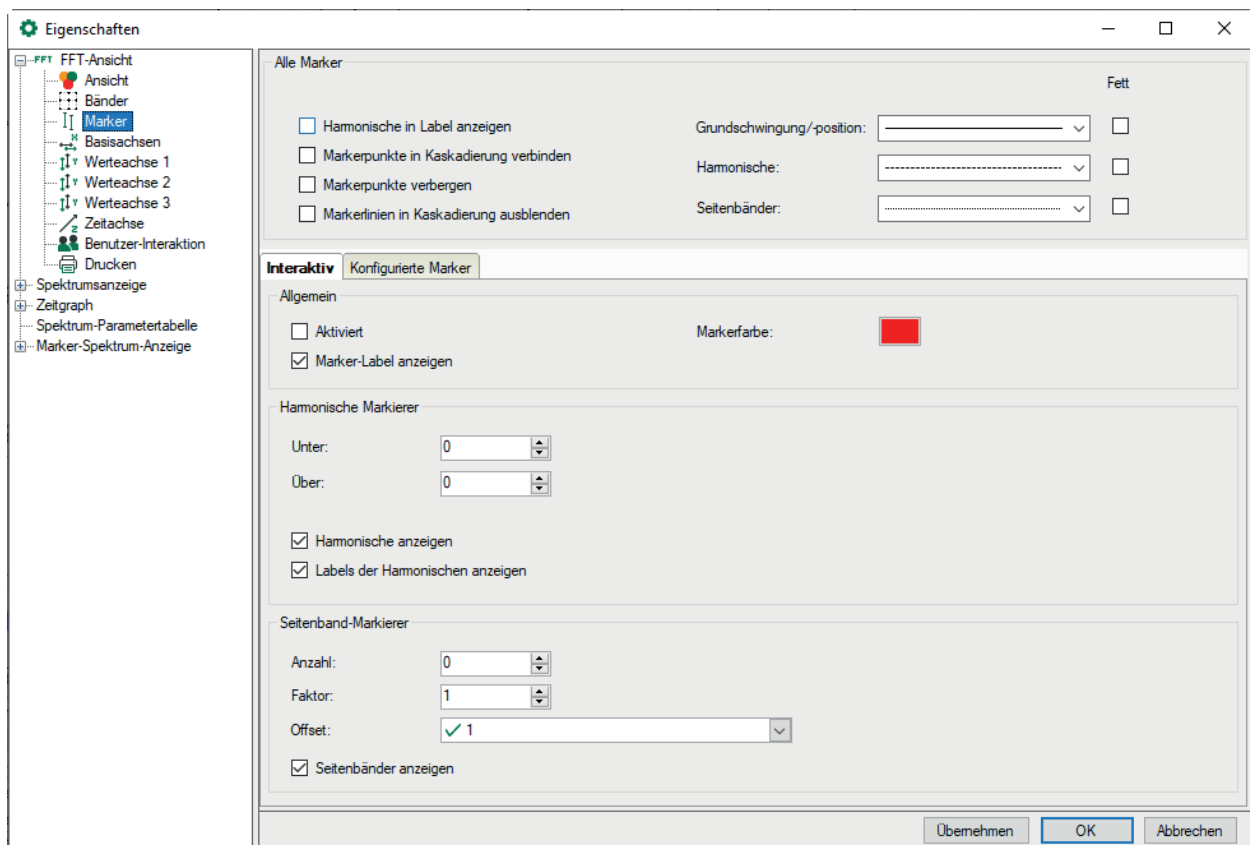 Eigenschaften
FFT FFT-Ansicht
Ansicht
Bänder
Marker
X Basisachsen
Y Werteachse 1
Y Werteachse 2
Y Werteachse 3
Z Zeitachse
Benutzer-Interaktion
Drucken
Spektrumsanzeige
Zeitgraph
Spektrum-Parametertabelle
Marker-Spektrum-Anzeige
Alle Marker
Fett
Harmonische in Label anzeigen
Grundschwingung/-position:
Markerpunkte in Kaskadierung verbinden
Harmonische:
Markerpunkte verbergen
Seitenbänder:
Markerlinien in Kaskadierung ausblenden
Interaktiv Konfigurierte Marker
Allgemein
Aktiviert
Markerfarbe:
Marker-Label anzeigen
Harmonische Markierer
Unter: 0
Über: 0
Harmonische anzeigen
Labels der Harmonischen anzeigen
Seitenband-Markierer
Anzahl: 0
Faktor: 1
Offset: 1
Seitenbänder anzeigen
Übernehmen OK Abbrechen